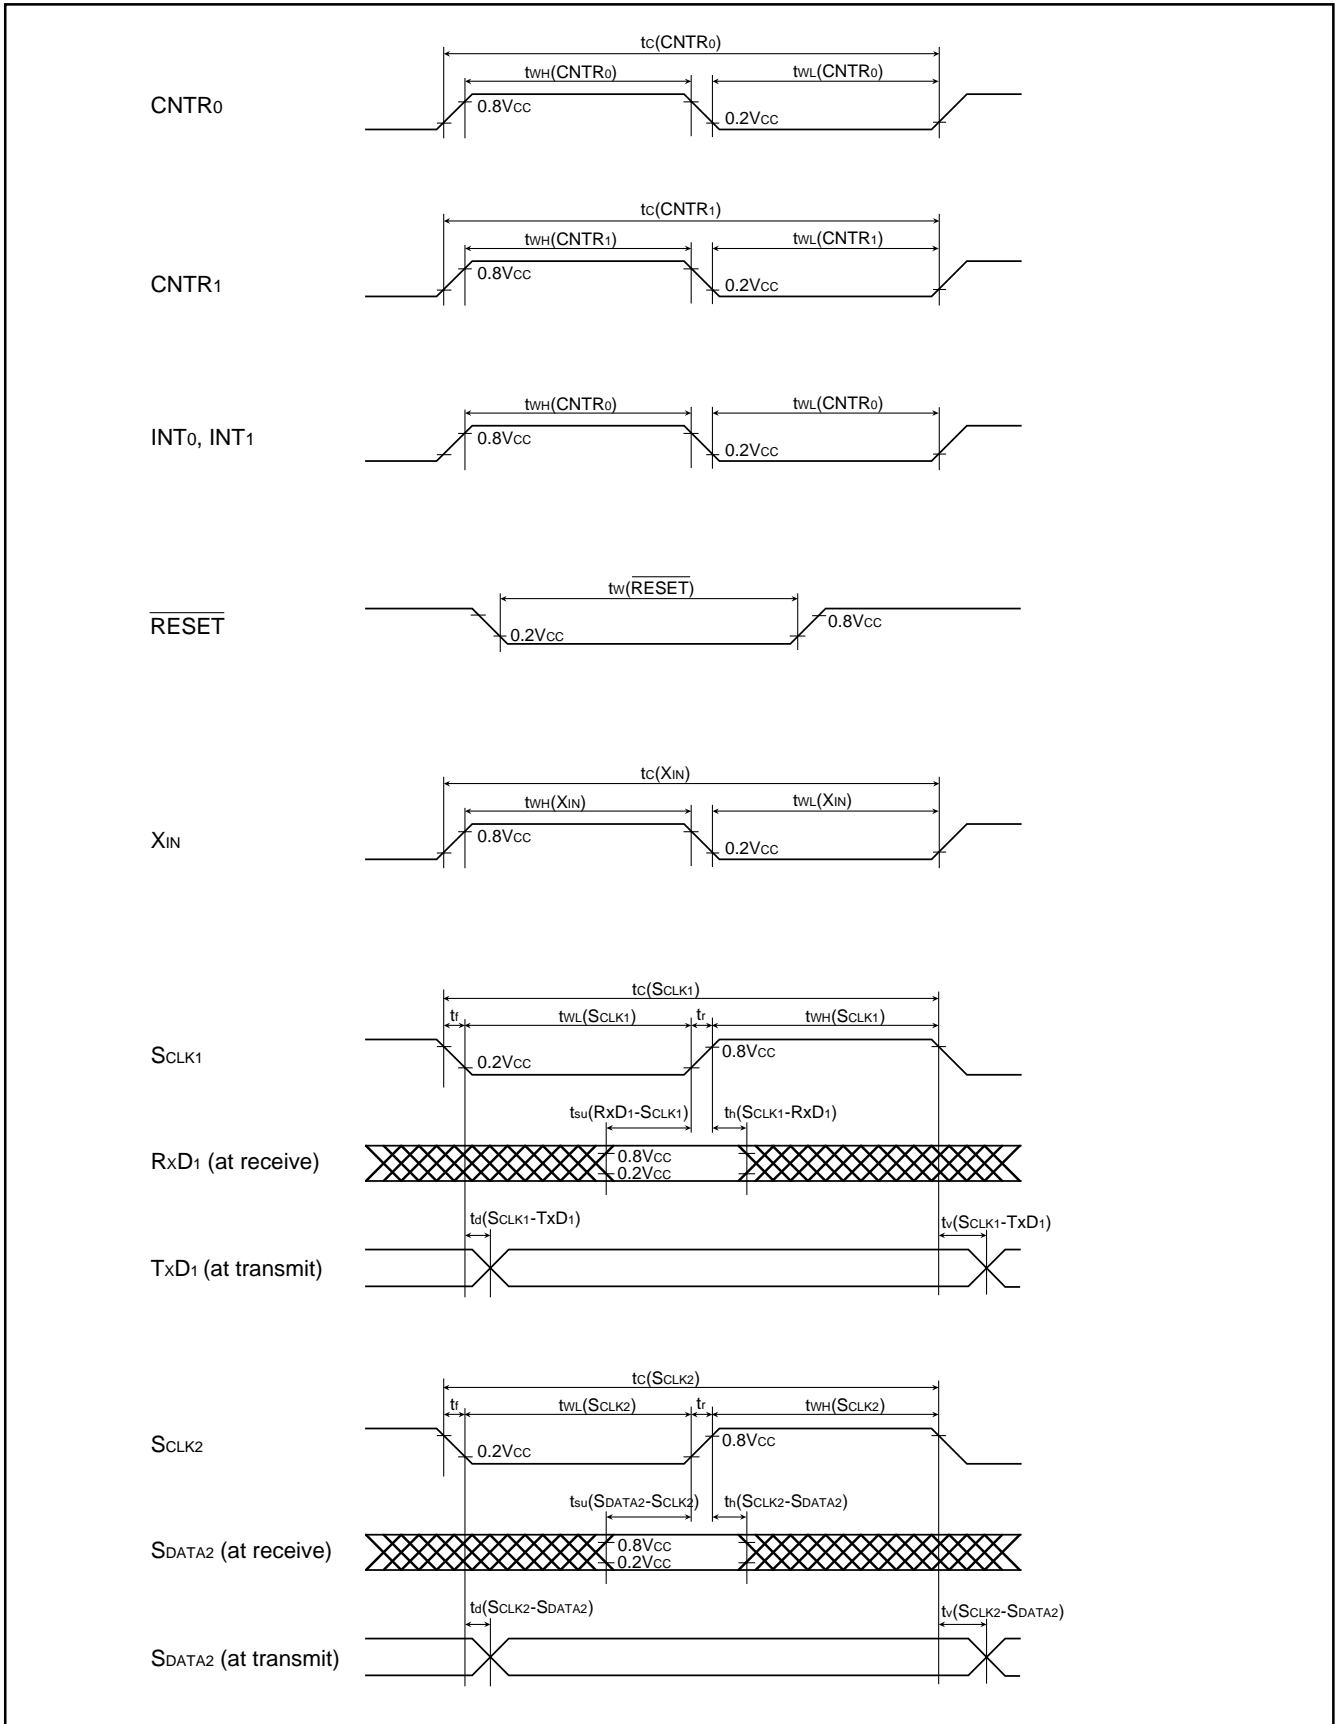 tC(CNTR0)
tWH(CNTR0)
tWL(CNTR0)
CNTR0
0.8VCC
0.2VCC
tC(CNTR1)
tWH(CNTR1)
tWL(CNTR1)
CNTR1
0.8VCC
0.2VCC
tWH(CNTR0)
tWL(CNTR0)
INT0, INT1
0.8VCC
0.2VCC
tW(RESET)
RESET
0.2VCC
0.8VCC
tC(XIN)
tWH(XIN)
tWL(XIN)
XIN
0.8VCC
0.2VCC
tC(SCLK1)
tf
tWL(SCLK1)
tr
tWH(SCLK1)
SCLK1
0.2VCC
0.8VCC
tsu(RxD1-SCLK1)
th(SCLK1-RxD1)
RXD1 (at receive)
0.8VCC
0.2VCC
td(SCLK1-TxD1)
tv(SCLK1-TxD1)
TXD1 (at transmit)
tC(SCLK2)
tf
tWL(SCLK2)
tr
tWH(SCLK2)
SCLK2
0.2VCC
0.8VCC
tsu(SDATA2-SCLK2)
th(SCLK2-SDATA2)
SDATA2 (at receive)
0.8VCC
0.2VCC
td(SCLK2-SDATA2)
tv(SCLK2-SDATA2)
SDATA2 (at transmit)